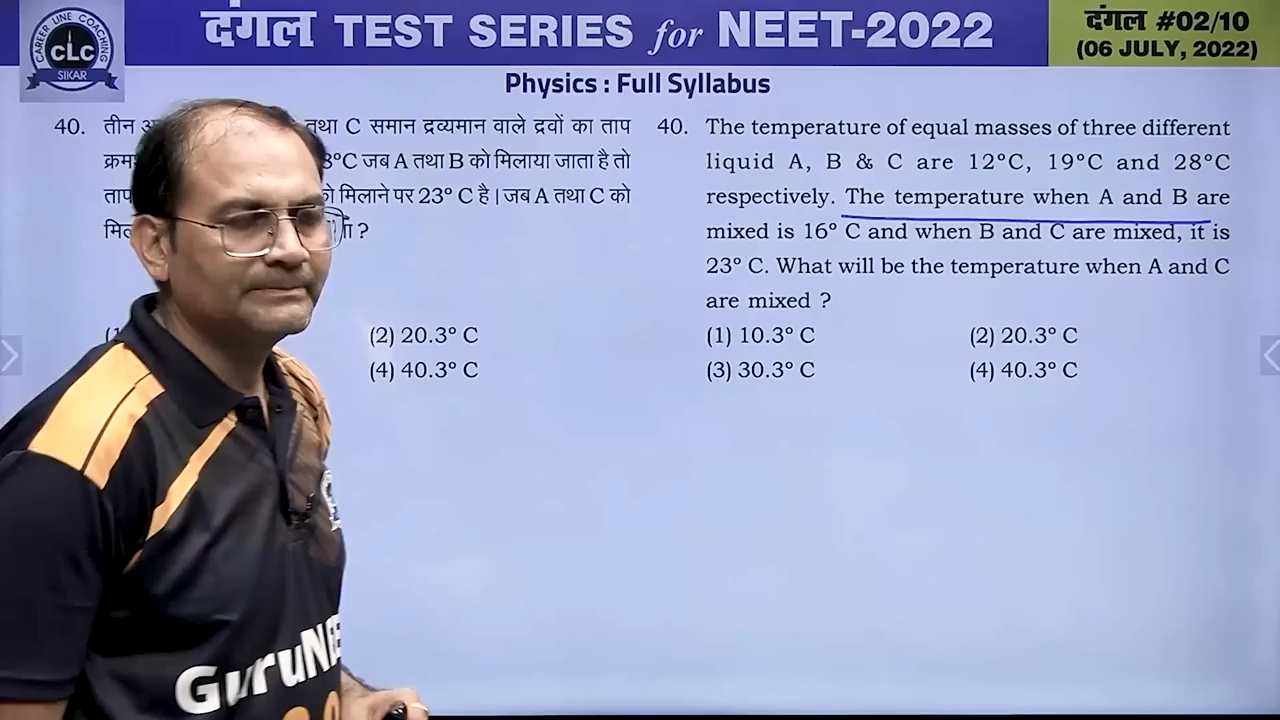 CAREER LINE COACHING
CLC
SIKAR
दंगल TEST SERIES for NEET-2022
दंगल #02/10
(06 JULY, 2022)
Physics : Full Syllabus
40. तीन तथा C समान द्रव्यमान वाले द्रवों का ताप
8°C जब A तथा B को मिलाया जाता है तो
मिलाने पर 23° C है। जब A तथा C को
?
(2) 20.3° C
(4) 40.3° C
40. The temperature of equal masses of three different
liquid A, B & C are 12°C, 19°C and 28°C
respectively. The temperature when A and B are
mixed is 16° C and when B and C are mixed, it is
23° C. What will be the temperature when A and C
are mixed ?
(1) 10.3° C (2) 20.3° C
(3) 30.3° C (4) 40.3° C